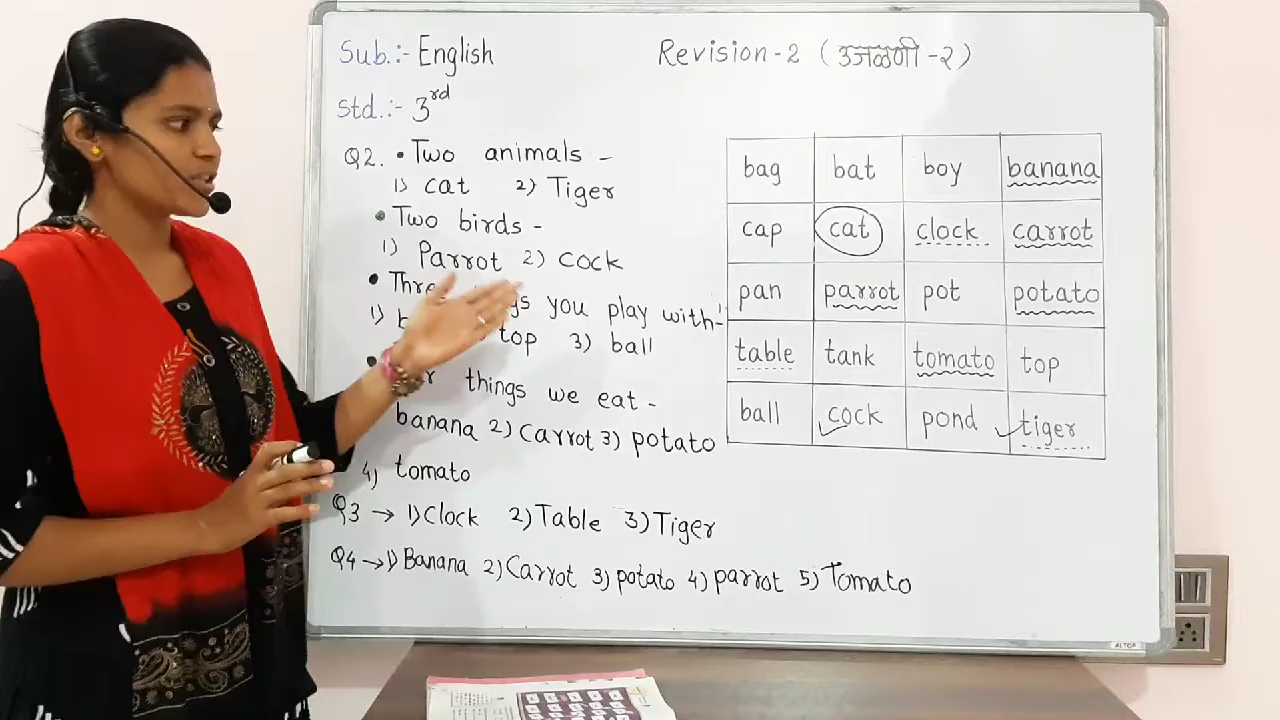 Sub.:- English
Revision-2 (उजळणी -२)
Std.:- 3rd
Q2. • Two animals -
1) cat 2) Tiger
• Two birds -
1) Parrot 2) cock
• you play with-
1) top 3) ball
• things we eat -
banana 2) Carrot 3) potato
4) tomato
Q3 → 1) Clock 2) Table 3) Tiger
Q4 → 1) Banana 2) Carrot 3) potato 4) parrot 5) Tomato
bag bat boy banana
cap cat clock carrot
pan parrot pot potato
table tank tomato top
ball cock pond tiger
ALTOP